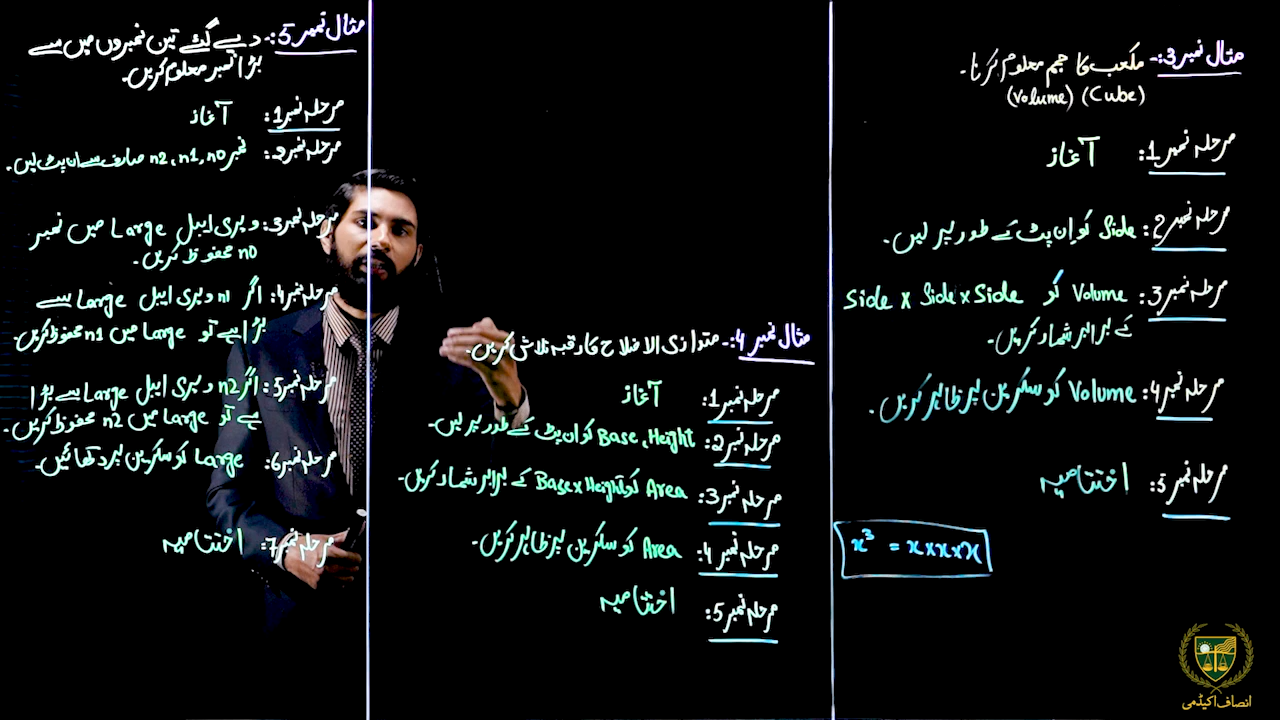 مثال نمبر 3:- مکعب کا حجم معلوم کرنا۔
(Volume) (Cube)
مرحلہ نمبر 1: آغاز
مرحلہ نمبر 2: Side کو اِن پٹ کے طور پر لیں۔
مرحلہ نمبر 3: Volume کو Side x Side x Side
کے برابر شمار کریں۔
مرحلہ نمبر 4: Volume کو سکرین پر ظاہر کریں۔
مرحلہ نمبر 5: اختتامیہ
x³ = x x x x x
مثال نمبر 4:- متوازی الاضلاع کا رقبہ تلاش کریں۔
مرحلہ نمبر 1: آغاز
مرحلہ نمبر 2: Base, Height کو ان پٹ کے طور پر لیں۔
مرحلہ نمبر 3: Area کو Base x Height کے برابر شمار کریں۔
مرحلہ نمبر 4: Area کو سکرین پر ظاہر کریں۔
مرحلہ نمبر 5: اختتامیہ
مثال نمبر 5:- دیے گئے تین نمبروں میں سے
بڑا نمبر معلوم کریں۔
مرحلہ نمبر 1: آغاز
مرحلہ نمبر 2: نمبر n0، n1، n2 صارف سے ان پٹ لیں۔
مرحلہ نمبر 3: ویری ایبل Large میں نمبر
n0 محفوظ کریں۔
مرحلہ نمبر 4: اگر n1 ویری ایبل Large سے
بڑا ہے تو Large میں n1 محفوظ کریں
مرحلہ نمبر 5: اگر n2 ویری ایبل Large سے بڑا
ہے تو Large میں n2 محفوظ کریں۔
مرحلہ نمبر 6: Large کو سکرین پر دکھائیں۔
مرحلہ نمبر 7: اختتامیہ
انصاف اکیڈمی